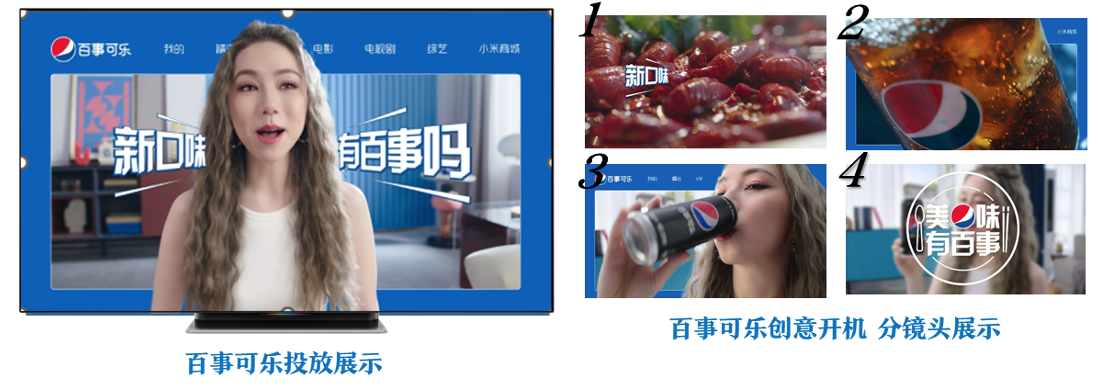 百事可乐 我的 电影 电视剧 综艺 小米商城
新口味 有百事吗
百事可乐投放展示
1
新口味
2
小米商城
3
百事可乐 我的 精选 VIP
4
美味
有百事
百事可乐创意开机 分镜头展示